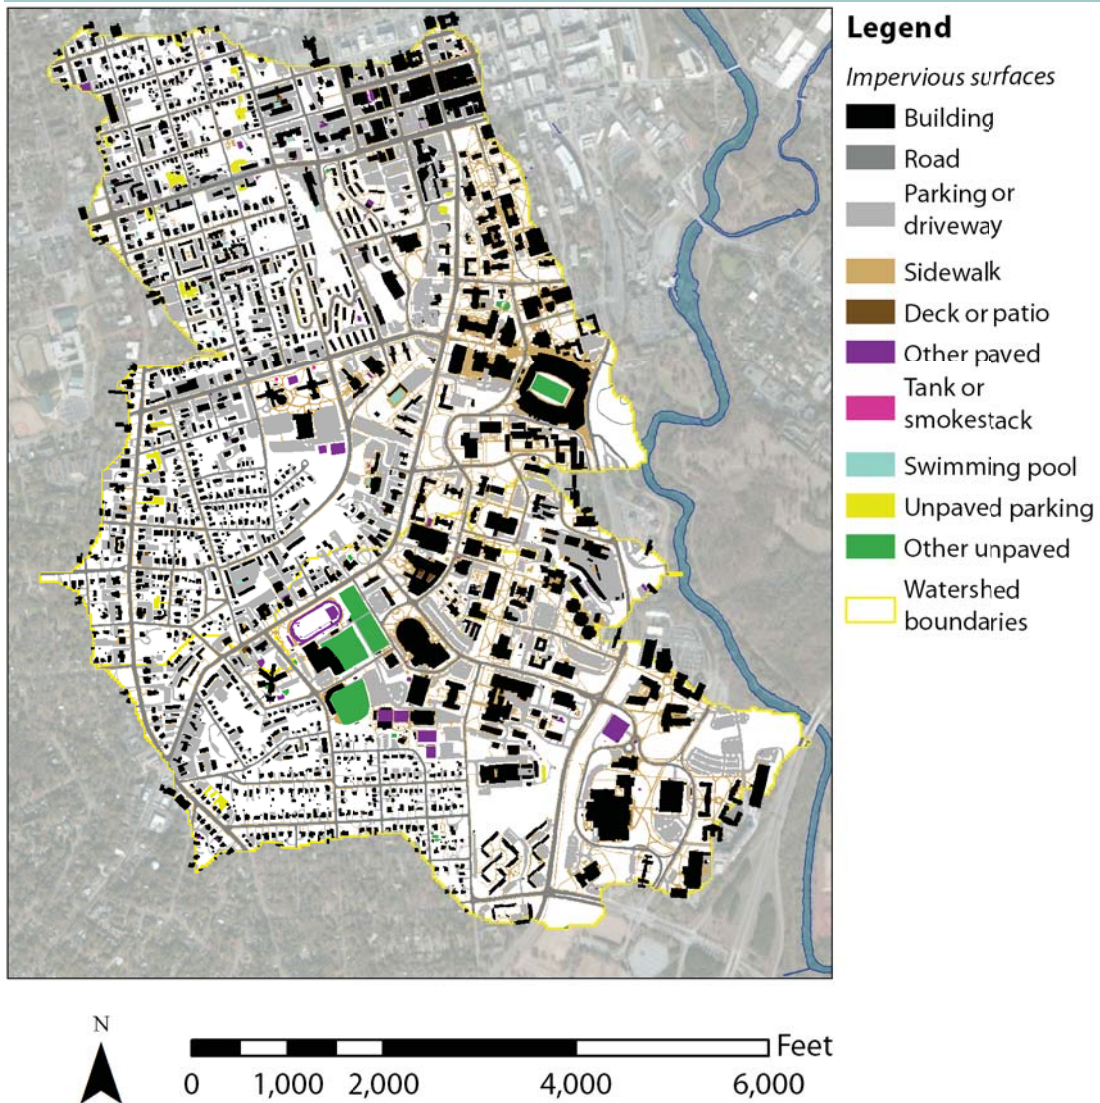 Legend
Impervious surfaces
Building
Road
Parking or
driveway
Sidewalk
Deck or patio
Other paved
Tank or
smokestack
Swimming pool
Unpaved parking
Other unpaved
Watershed
boundaries
N
Feet
0 1,000 2,000 4,000 6,000